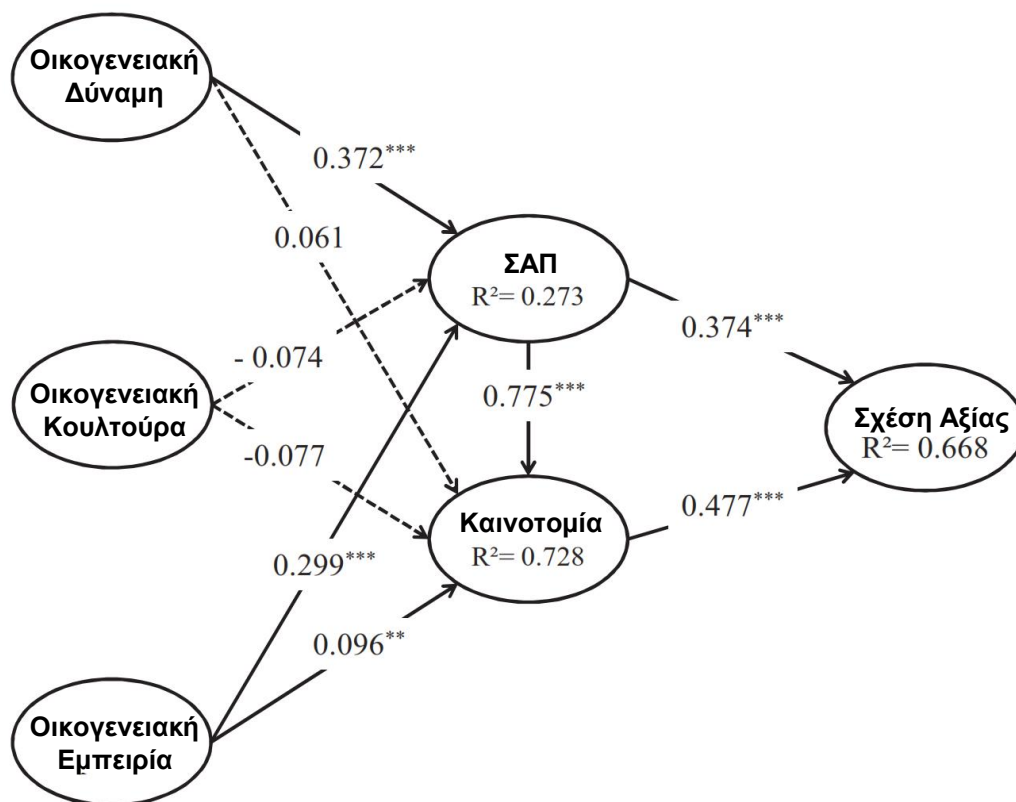 Οικογενειακή
Δύναμη
0.372***
0.061
ΣΑΠ
R²= 0.273
0.374***
- 0.074
Οικογενειακή
Κουλτούρα
0.775***
Σχέση Αξίας
R²= 0.668
-0.077
Καινοτομία
R²= 0.728
0.477***
0.299***
0.096**
Οικογενειακή
Εμπειρία